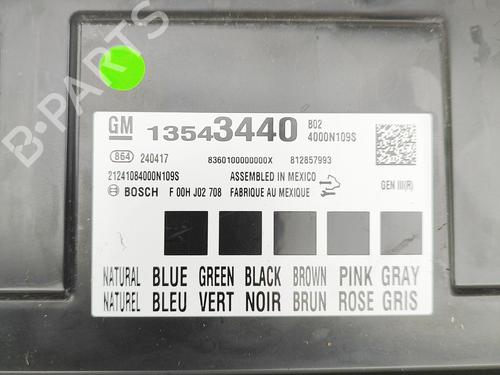 B-PARTS
GM 13543440 B02
4000N109S
864 240417 8360100000000X 812857993
21241084000N109S ASSEMBLED IN MEXICO
BOSCH F 00H J02 708 FABRIQUE AU MEXIQUE GEN III(R)
NATURAL BLUE GREEN BLACK BROWN PINK GRAY
NATUREL BLEU VERT NOIR BRUN ROSE GRIS